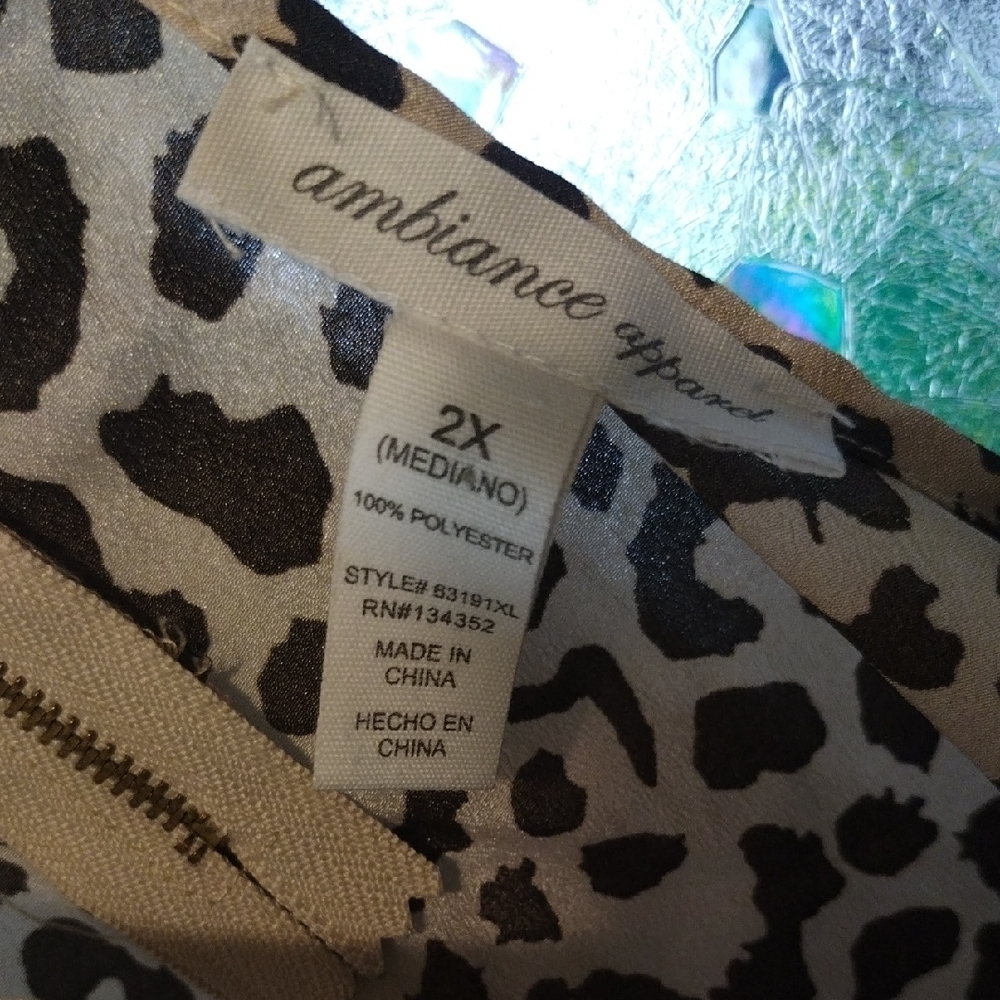 ambiance apparel
2X
(MEDIANO)
100% POLYESTER
STYLE# 63191XL
RN#134352
MADE IN
CHINA
HECHO EN
CHINA